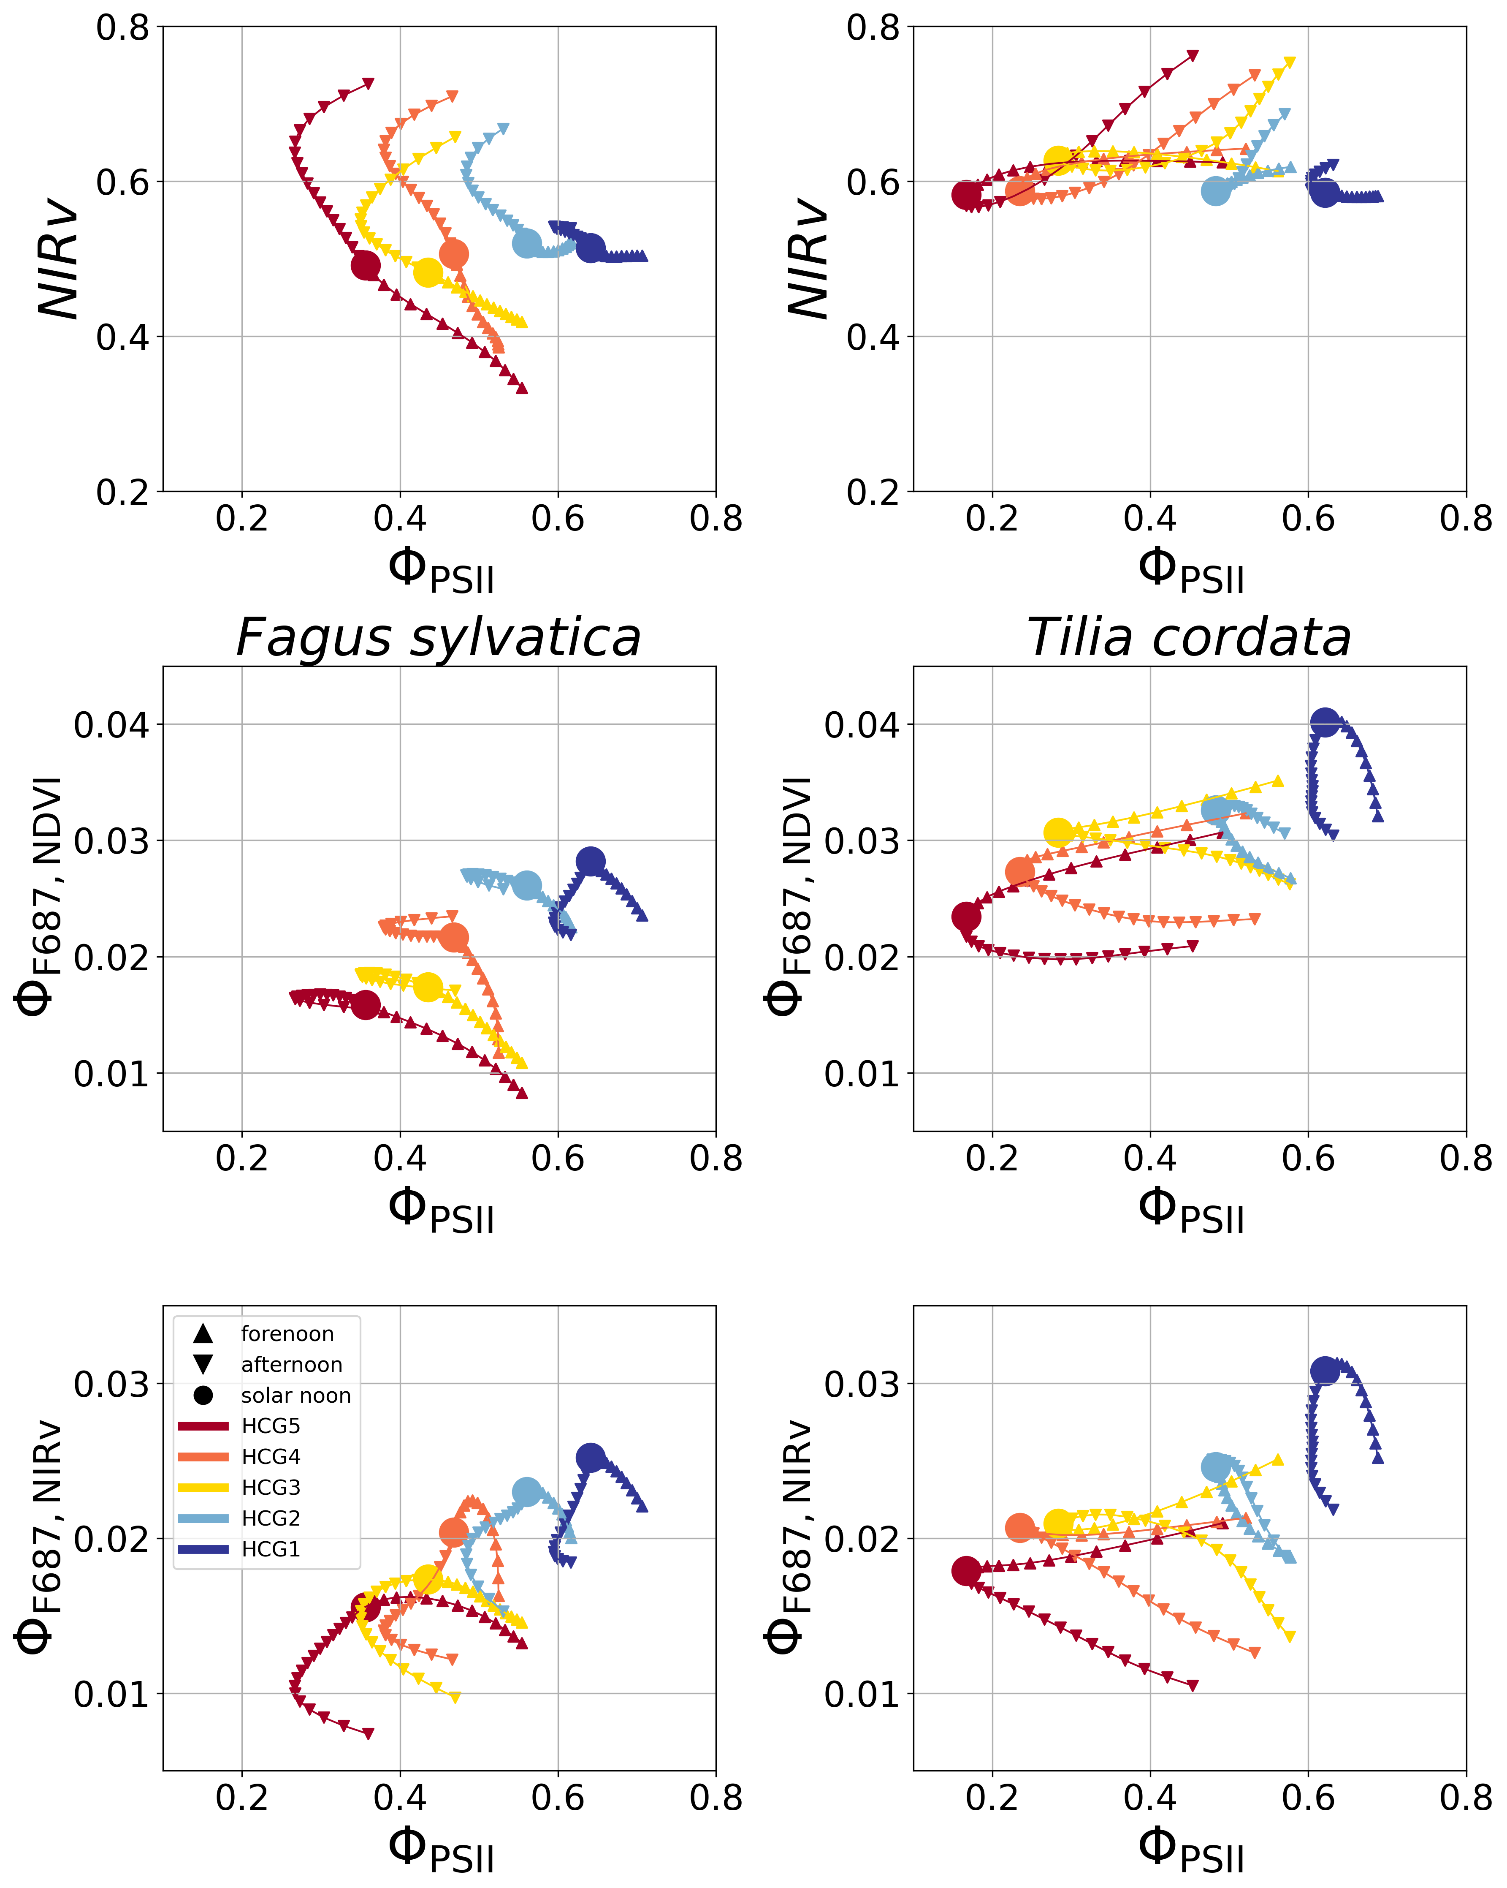 0.8
0.6
0.4
0.2
NIRv
0.2 0.4 0.6 0.8
ΦPSII
0.8
0.6
0.4
0.2
NIRv
0.2 0.4 0.6 0.8
ΦPSII
Fagus sylvatica
0.04
0.03
0.02
0.01
ΦF687, NDVI
0.2 0.4 0.6 0.8
ΦPSII
Tilia cordata
0.04
0.03
0.02
0.01
ΦF687, NDVI
0.2 0.4 0.6 0.8
ΦPSII
0.03
0.02
0.01
ΦF687, NIRv
forenoon
afternoon
solar noon
HCG5
HCG4
HCG3
HCG2
HCG1
0.2 0.4 0.6 0.8
ΦPSII
0.03
0.02
0.01
ΦF687, NIRv
0.2 0.4 0.6 0.8
ΦPSII